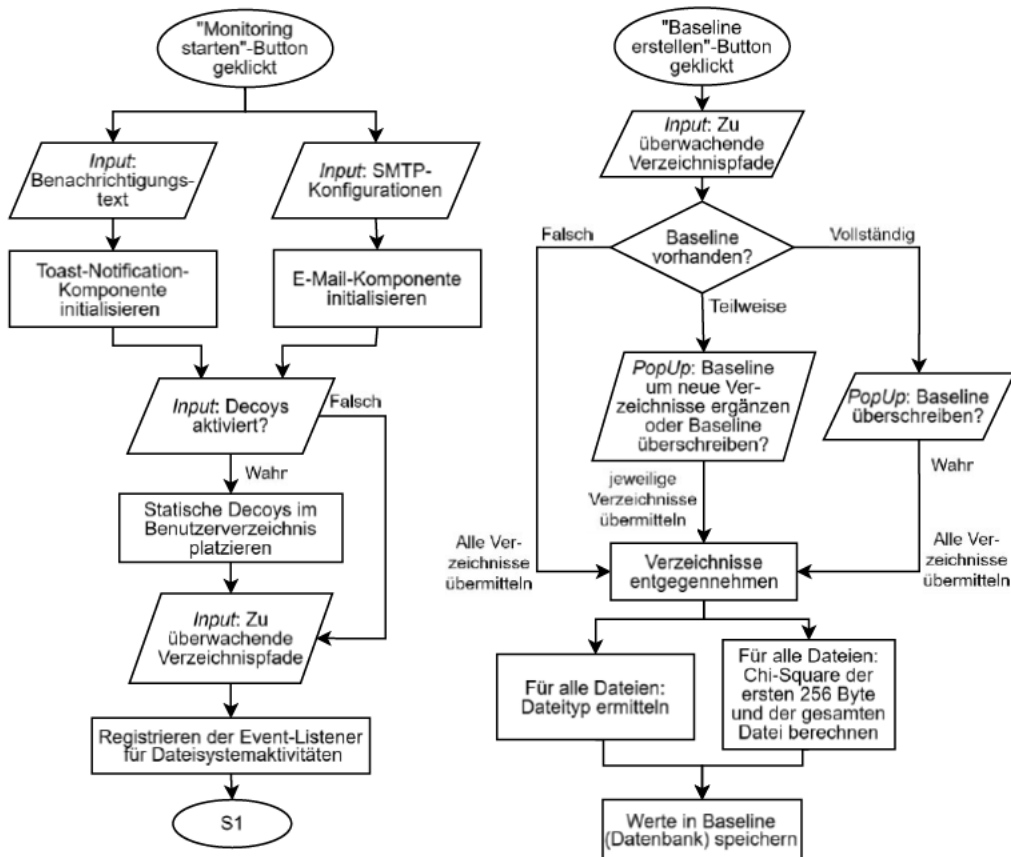 "Monitoring
starten"-Button
geklickt
Input:
Benachrichtigungs-
text
Input: SMTP-
Konfigurationen
Toast-Notification-
Komponente
initialisieren
E-Mail-Komponente
initialisieren
Input: Decoys
aktiviert?
Falsch
Wahr
Statische Decoys im
Benutzerverzeichnis
platzieren
Input: Zu
überwachende
Verzeichnispfade
Registrieren der Event-Listener
für Dateisystemaktivitäten
S1
"Baseline
erstellen"-Button
geklickt
Input: Zu
überwachende
Verzeichnispfade
Baseline
vorhanden?
Falsch
Vollständig
Teilweise
PopUp: Baseline
um neue Ver-
zeichnisse ergänzen
oder Baseline
überschreiben?
PopUp: Baseline
überschreiben?
jeweilige
Verzeichnisse
übermitteln
Wahr
Alle Ver-
zeichnisse
übermitteln
Verzeichnisse
entgegennehmen
Alle Ver-
zeichnisse
übermitteln
Für alle Dateien:
Dateityp ermitteln
Für alle Dateien:
Chi-Square der
ersten 256 Byte
und der gesamten
Datei berechnen
Werte in Baseline
(Datenbank) speichern